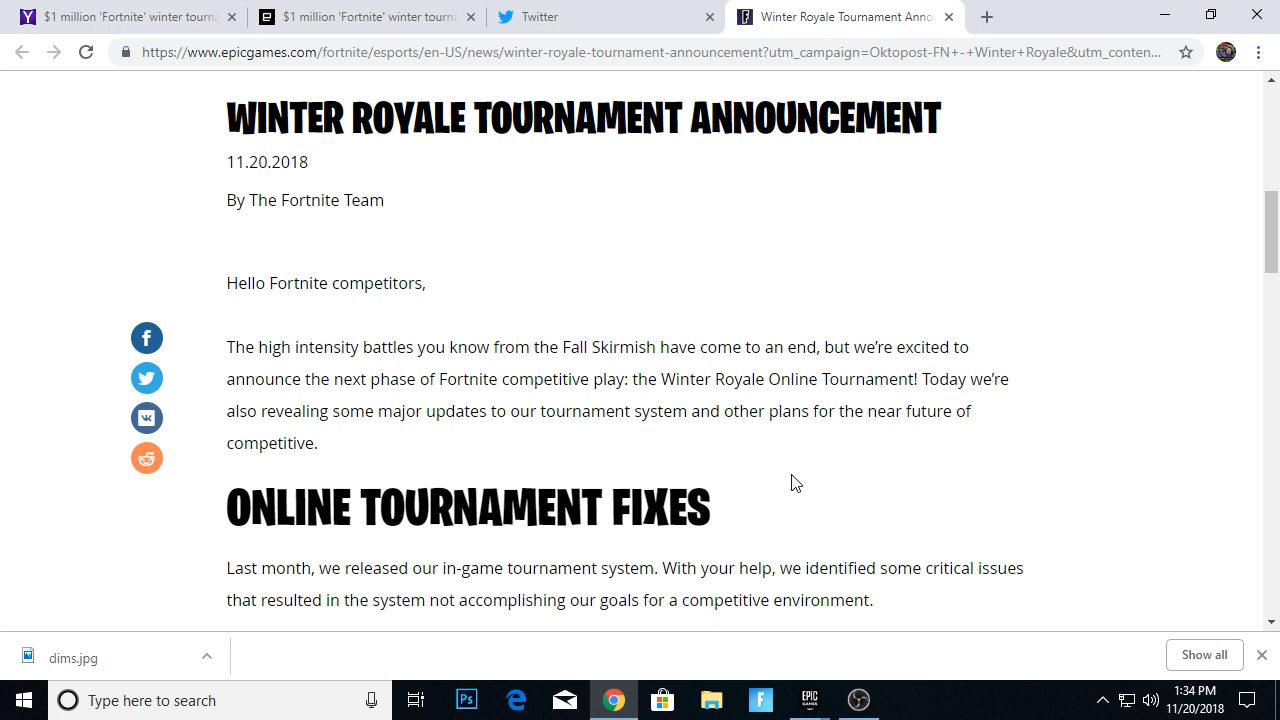 $1 million 'Fortnite' winter tourna
$1 million 'Fortnite' winter tourna
Twitter
Winter Royale Tournament Anno
https://www.epicgames.com/fortnite/esports/en-US/news/winter-royale-tournament-announcement?utm_campaign=Oktopost-FN+-+Winter+Royale&utm_conten...
WINTER ROYALE TOURNAMENT ANNOUNCEMENT
11.20.2018
By The Fortnite Team
Hello Fortnite competitors,
The high intensity battles you know from the Fall Skirmish have come to an end, but we’re excited to
announce the next phase of Fortnite competitive play: the Winter Royale Online Tournament! Today we’re
also revealing some major updates to our tournament system and other plans for the near future of
competitive.
ONLINE TOURNAMENT FIXES
Last month, we released our in-game tournament system. With your help, we identified some critical issues
that resulted in the system not accomplishing our goals for a competitive environment.
dims.jpg
Show all
Type here to search
Ps
EPIC
GAMES
1:34 PM
11/20/2018